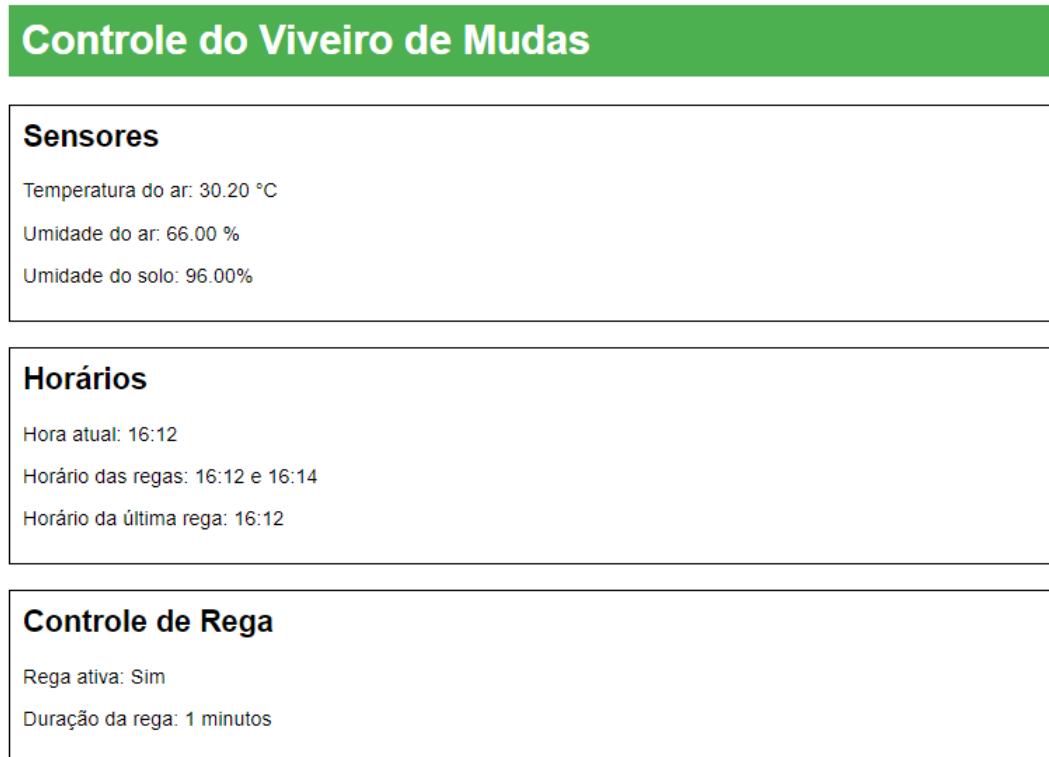 Controle do Viveiro de Mudas
Sensores
Temperatura do ar: 30.20 °C
Umidade do ar: 66.00 %
Umidade do solo: 96.00%
Horários
Hora atual: 16:12
Horário das regas: 16:12 e 16:14
Horário da última rega: 16:12
Controle de Rega
Rega ativa: Sim
Duração da rega: 1 minutos